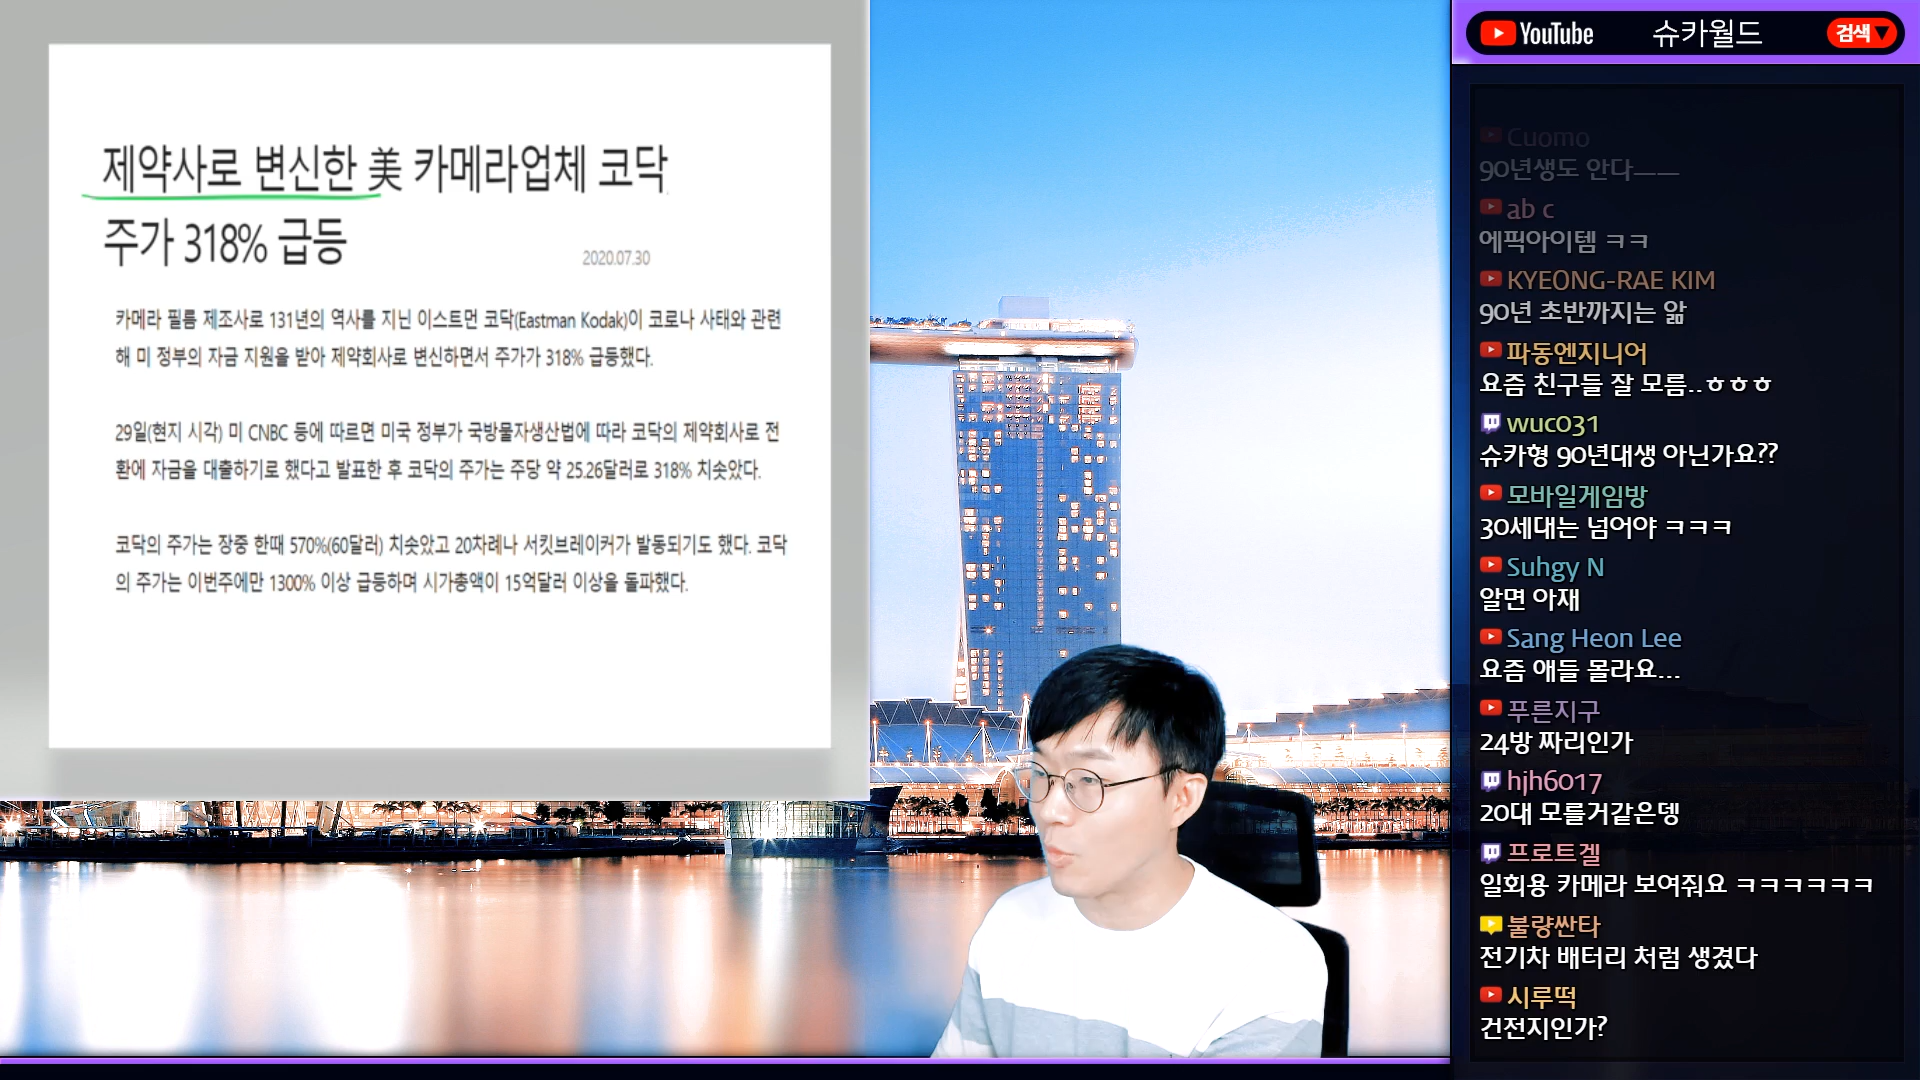 제약사로 변신한 美 카메라업체 코닥
주가 318% 급등
2020.07.30
카메라 필름 제조사로 131년의 역사를 지닌 이스트먼 코닥(Eastman Kodak)이 코로나 사태와 관련
해 미 정부의 자금 지원을 받아 제약회사로 변신하면서 주가가 318% 급등했다.
29일(현지 시각) 미 CNBC 등에 따르면 미국 정부가 국방물자생산법에 따라 코닥의 제약회사로 전
환에 자금을 대출하기로 했다고 발표한 후 코닥의 주가는 주당 약 25.26달러로 318% 치솟았다.
코닥의 주가는 장중 한때 570%(60달러) 치솟았고 20차례나 서킷브레이커가 발동되기도 했다. 코닥
의 주가는 이번주에만 1300% 이상 급등하며 시가총액이 15억달러 이상을 돌파했다.
YouTube 슈카월드 검색▼
Cuomo
90년생도 안다ㅡㅡ
ab c
에픽아이템 ㅋㅋ
KYEONG-RAE KIM
90년 초반까지는 앎
파동엔지니어
요즘 친구들 잘 모름..ㅎㅎㅎ
wuc031
슈카형 90년대생 아닌가요??
모바일게임방
30세대는 넘어야 ㅋㅋㅋ
Suhgy N
알면 아재
Sang Heon Lee
요즘 애들 몰라요...
푸른지구
24방 짜리인가
hjh6017
20대 모를거같은뎅
프로트겔
일회용 카메라 보여줘요 ㅋㅋㅋㅋㅋㅋ
불량싼타
전기차 배터리 처럼 생겼다
시루떡
건전지인가?